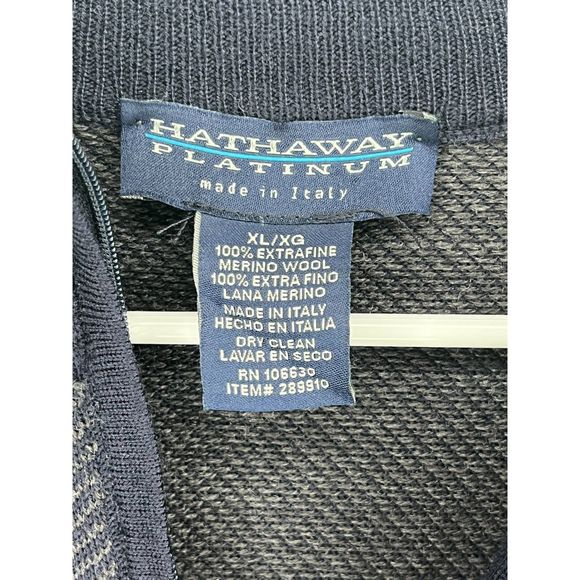 HATHAWAY
PLATINUM
made in Italy
XL/XG
100% EXTRAFINE
MERINO WOOL
100% EXTRA FINO
LANA MERINO
MADE IN ITALY
HECHO EN ITALIA
DRY CLEAN
LAVAR EN SECO
RN 106630
ITEM# 289910